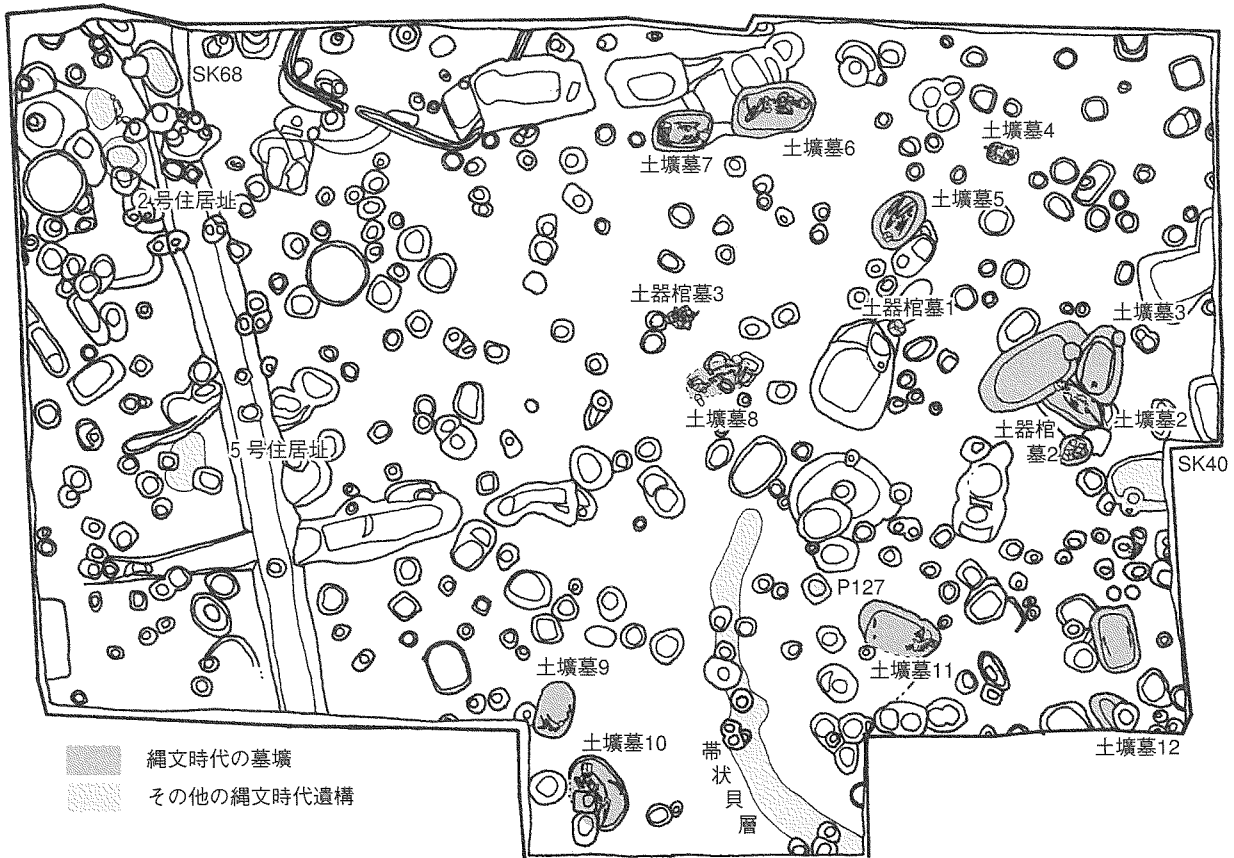 SK68
土壙墓4
土壙墓7
土壙墓6
2号住居址
土壙墓5
土器棺墓3
土器棺墓1
土壙墓3
土壙墓8
土壙墓2
土器棺
墓2
5号住居址
SK40
P127
土壙墓11
土壙墓9
土壙墓10
土壙墓12
帯状貝層
縄文時代の墓壙
その他の縄文時代遺構